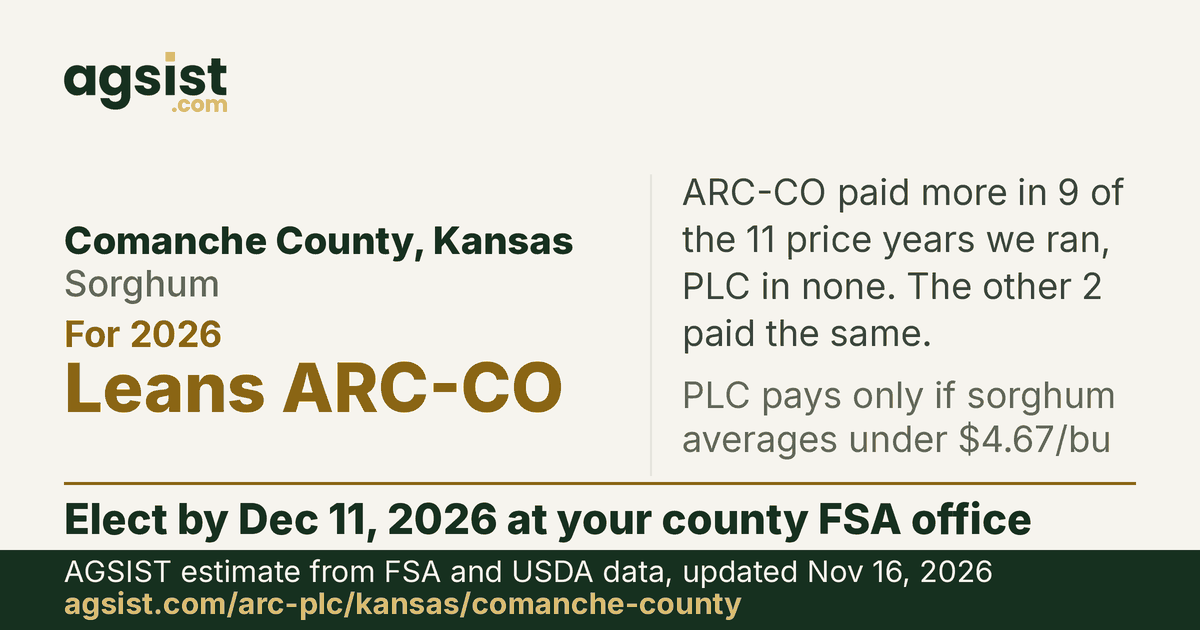 agsist
.com
Comanche County, Kansas
Sorghum
For 2026
Leans ARC-CO
ARC-CO paid more in 9 of
the 11 price years we ran,
PLC in none. The other 2
paid the same.
PLC pays only if sorghum
averages under $4.67/bu
Elect by Dec 11, 2026 at your county FSA office
AGSIST estimate from FSA and USDA data, updated Nov 16, 2026
agsist.com/arc-plc/kansas/comanche-county